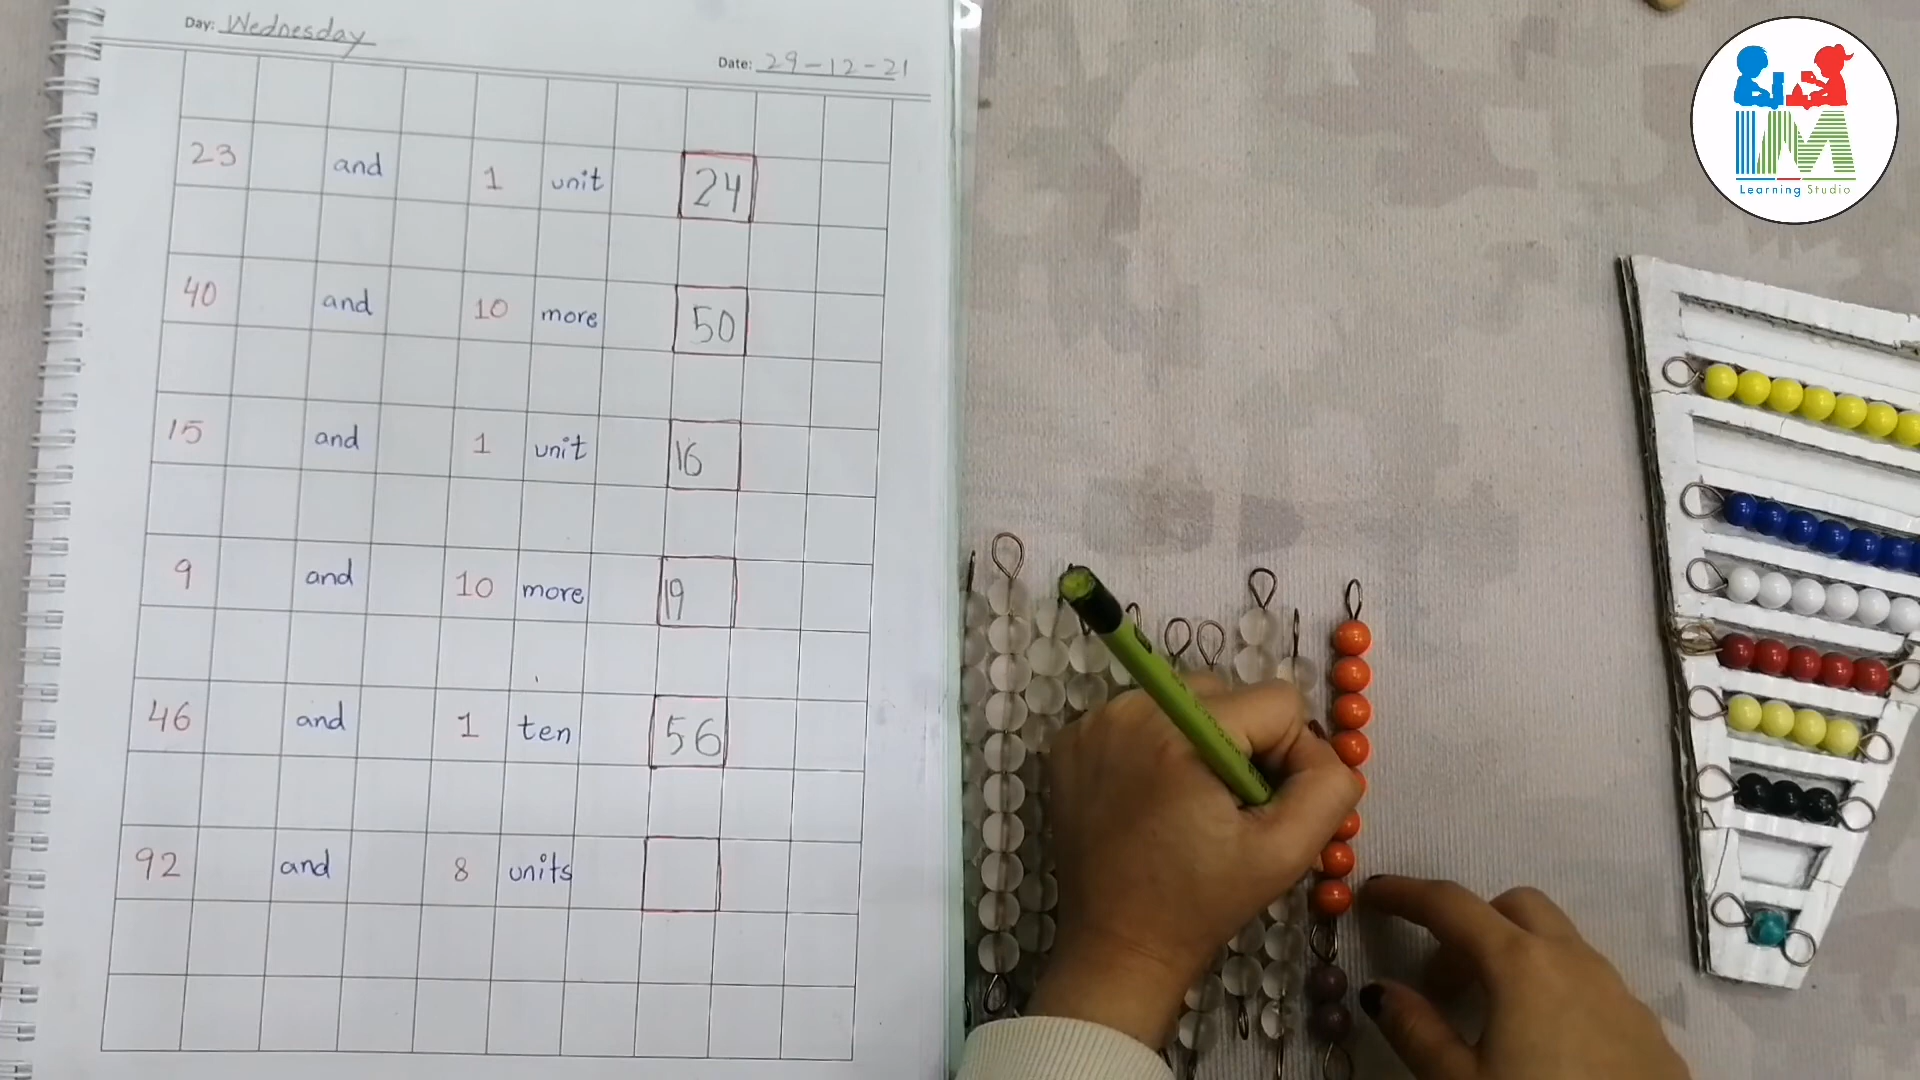 Day: Wednesday
Date: 29-12-21
23 and 1 unit 24
40 and 10 more 50
15 and 1 unit 16
9 and 10 more 19
46 and 1 ten 56
92 and 8 units
IM
Learning Studio